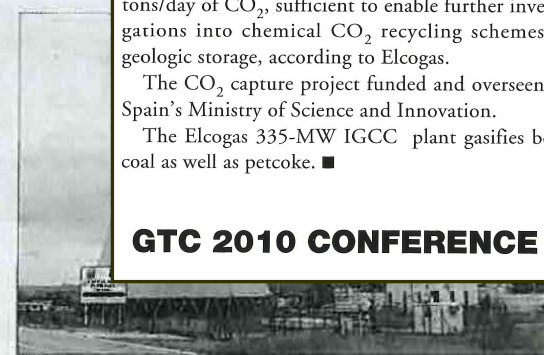 tons/day of CO₂, sufficient to enable further inve
gations into chemical CO₂ recycling schemes
geologic storage, according to Elcogas.
The CO₂ capture project funded and overseen
Spain's Ministry of Science and Innovation.
The Elcogas 335-MW IGCC plant gasifies b
coal as well as petcoke. ■
GTC 2010 CONFERENCE